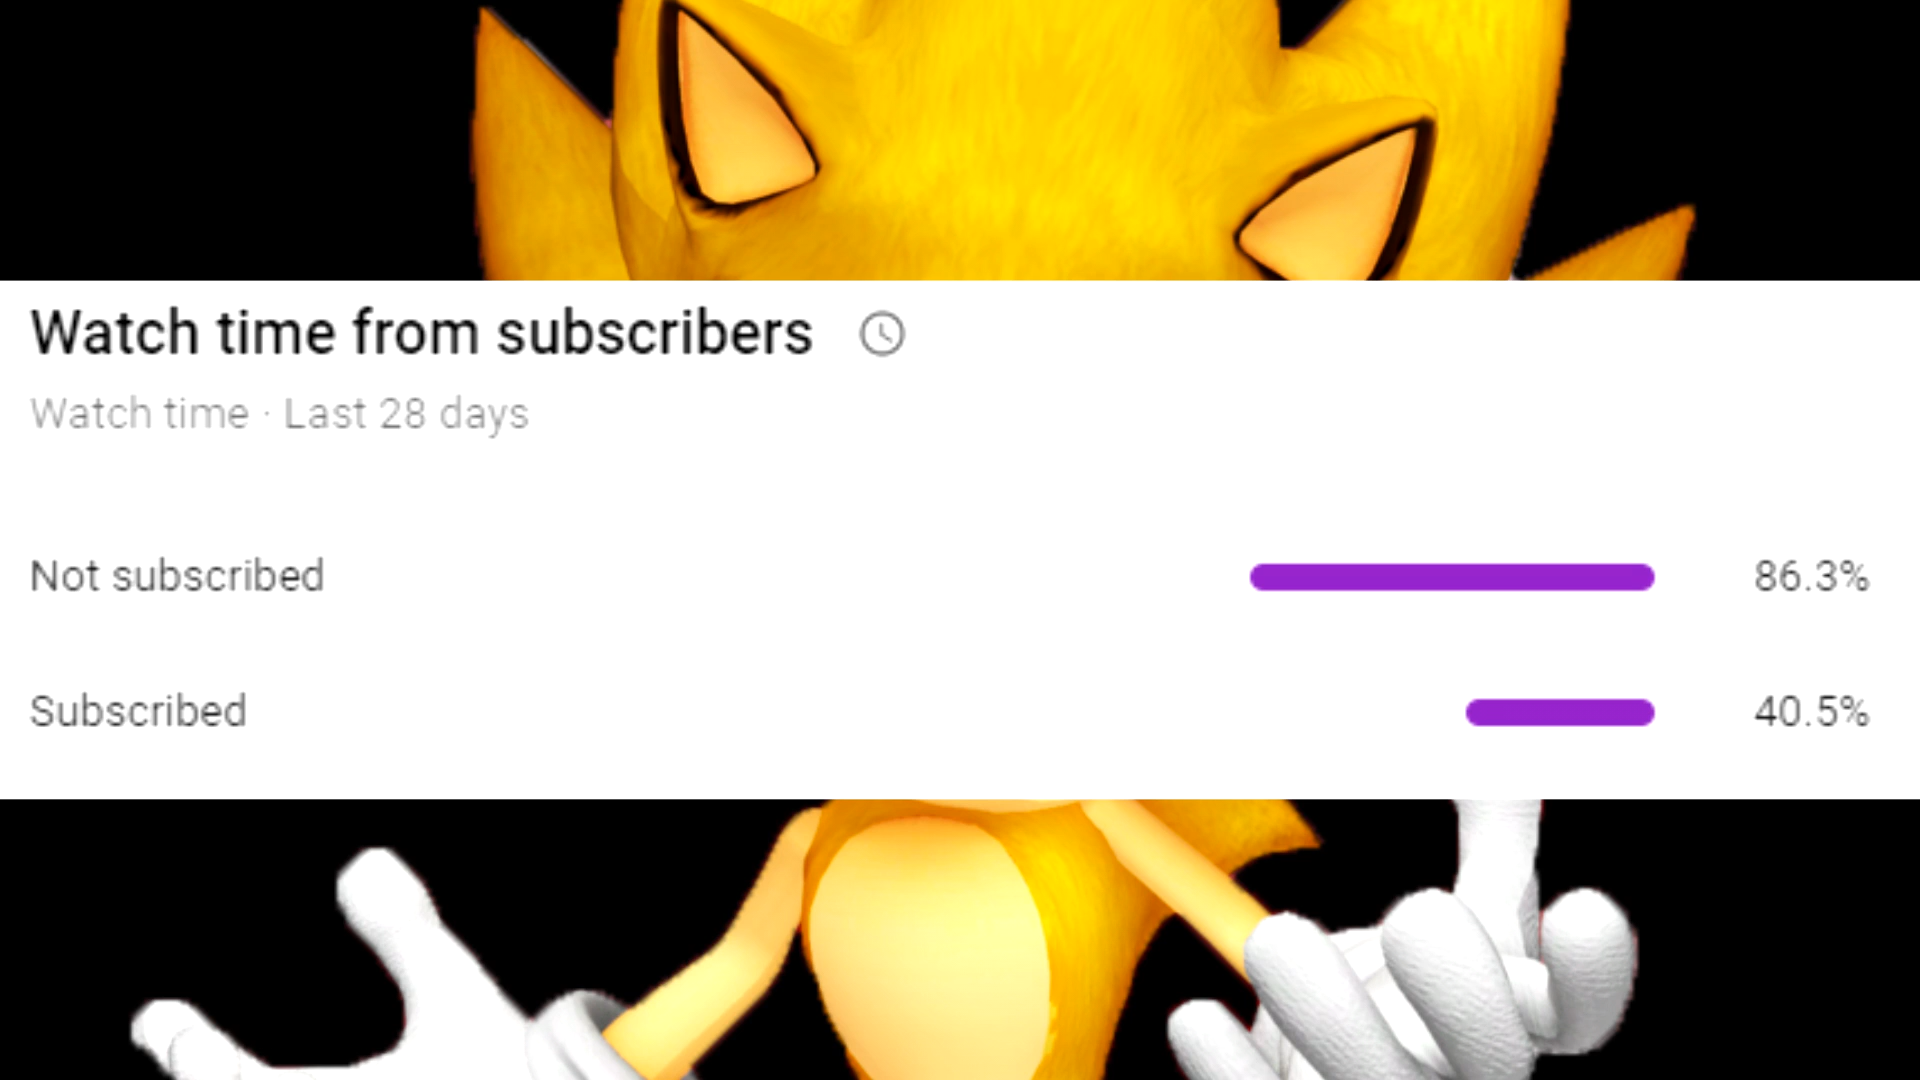 Watch time from subscribers
Watch time · Last 28 days
Not subscribed 86.3%
Subscribed 40.5%